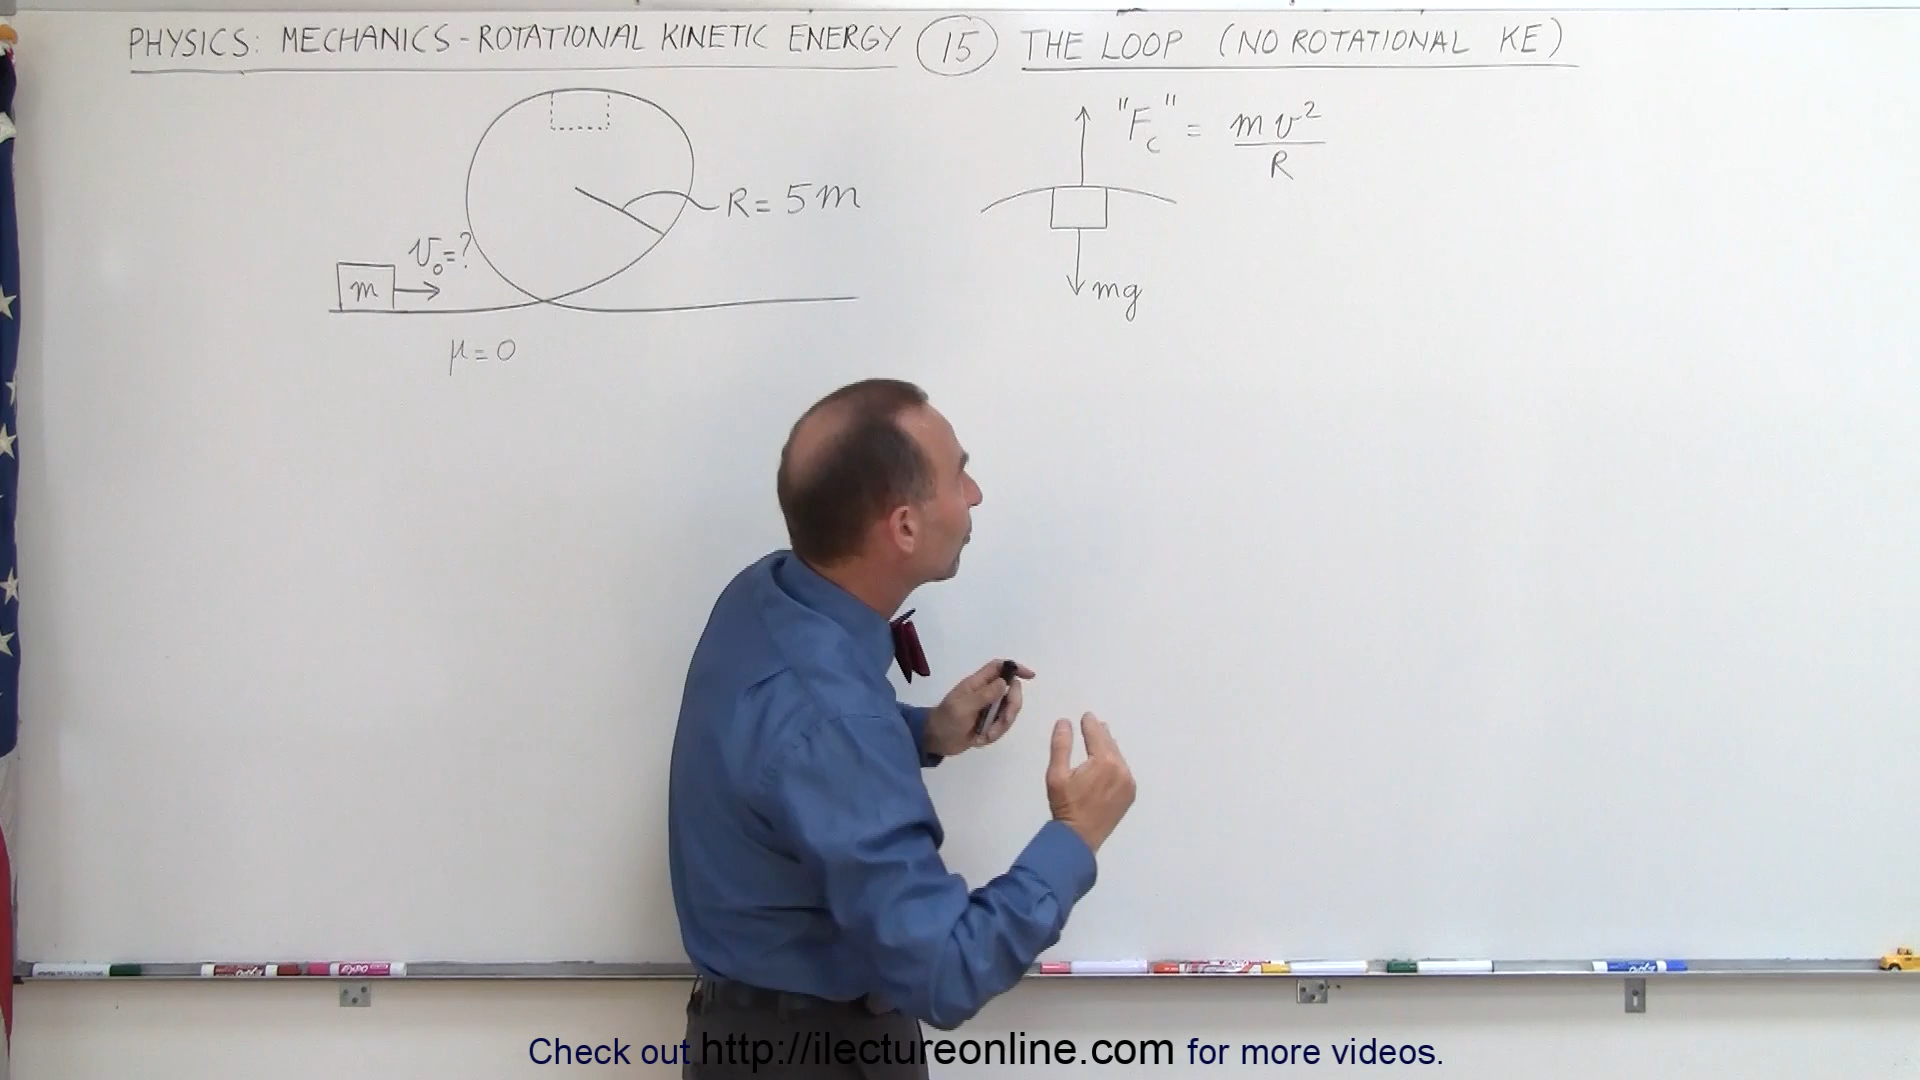 PHYSICS: MECHANICS - ROTATIONAL KINETIC ENERGY 15 THE LOOP (NO ROTATIONAL KE)
"Fc" = mv²/R
R = 5m
v₀=?
m
mg
μ = 0
EXPO
Check out http://ilectureonline.com for more videos.